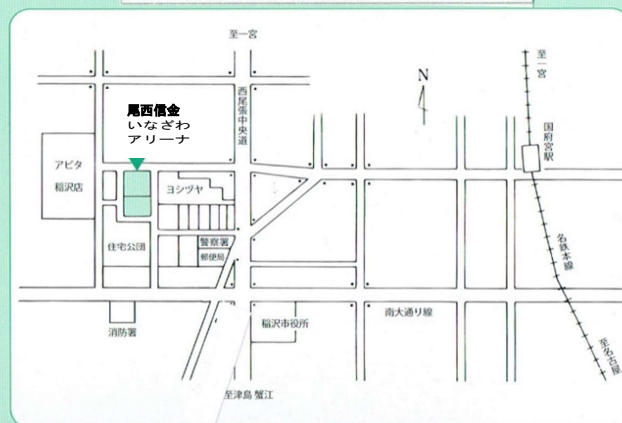 至一宮
西尾張中央道
N
至一宮
国府宮駅
尾西信金
いなざわ
アリーナ
アピタ
稲沢店
ヨシヅヤ
住宅公団
警察署
郵便局
名鉄本線
消防署
稲沢市役所
南大通り線
至名古屋
至津島 蟹江